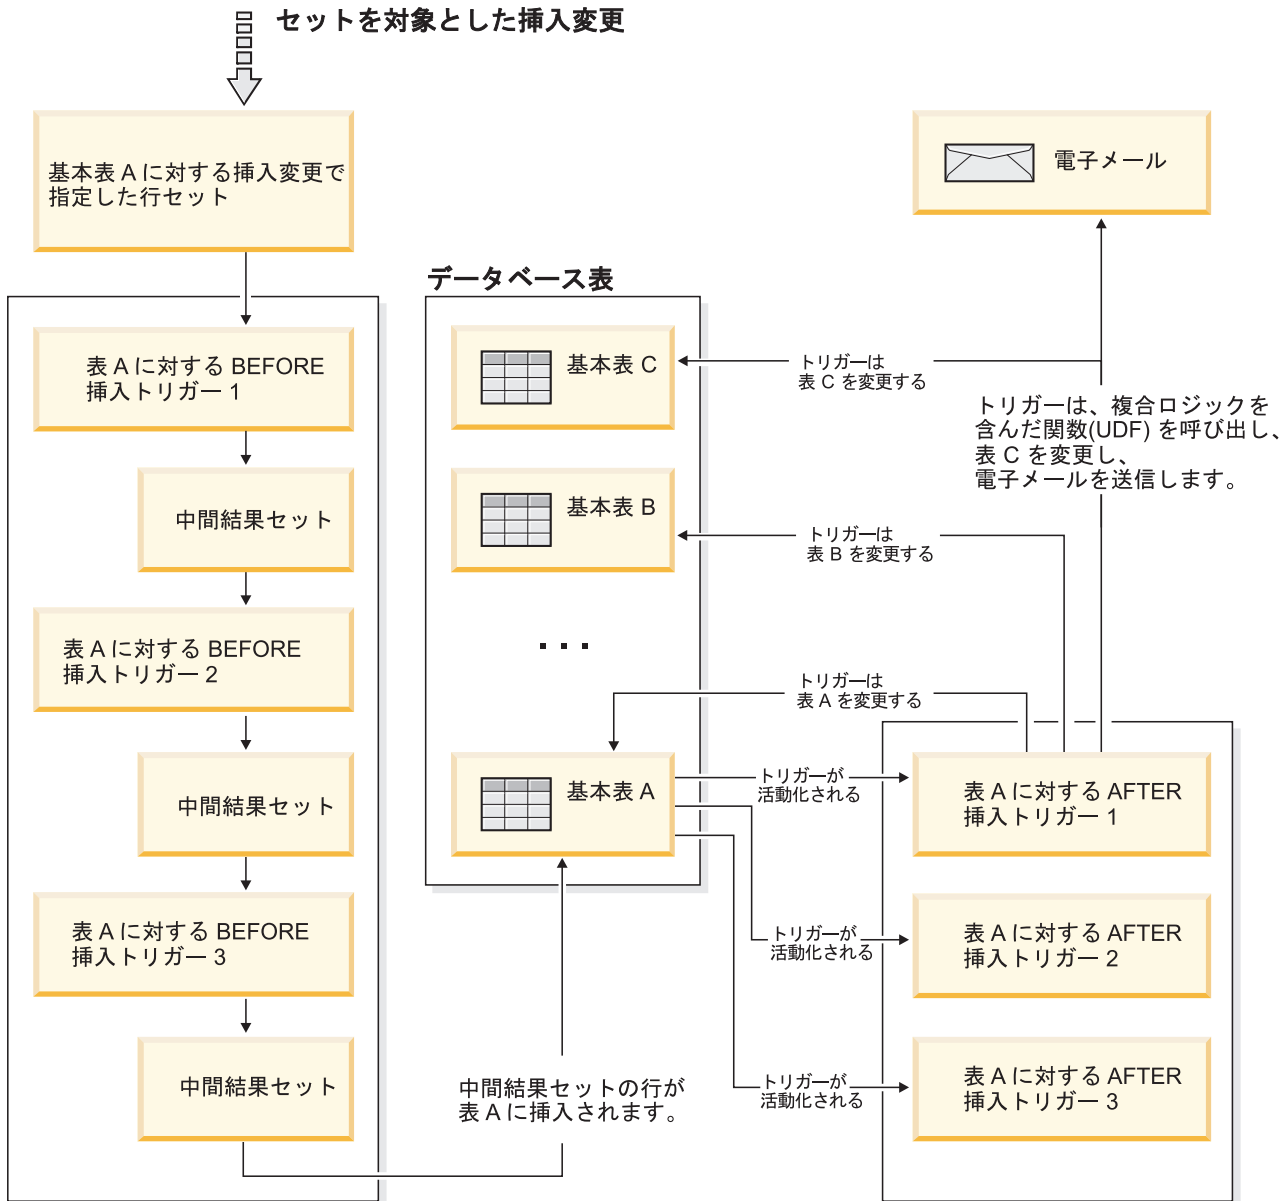 セットを対象とした挿入変更
基本表 A に対する挿入変更で
指定した行セット
電子メール
データベース表
表 A に対する BEFORE
挿入トリガー 1
中間結果セット
表 A に対する BEFORE
挿入トリガー 2
中間結果セット
表 A に対する BEFORE
挿入トリガー 3
中間結果セット
基本表 C
基本表 B
. . .
基本表 A
トリガーは
表 C を変更する
トリガーは、複合ロジックを
含んだ関数(UDF) を呼び出し、
表 C を変更し、
電子メールを送信します。
トリガーは
表 B を変更する
トリガーは
表 A を変更する
トリガーが
活動化される
トリガーが
活動化される
トリガーが
活動化される
表 A に対する AFTER
挿入トリガー 1
表 A に対する AFTER
挿入トリガー 2
表 A に対する AFTER
挿入トリガー 3
中間結果セットの行が
表 A に挿入されます。